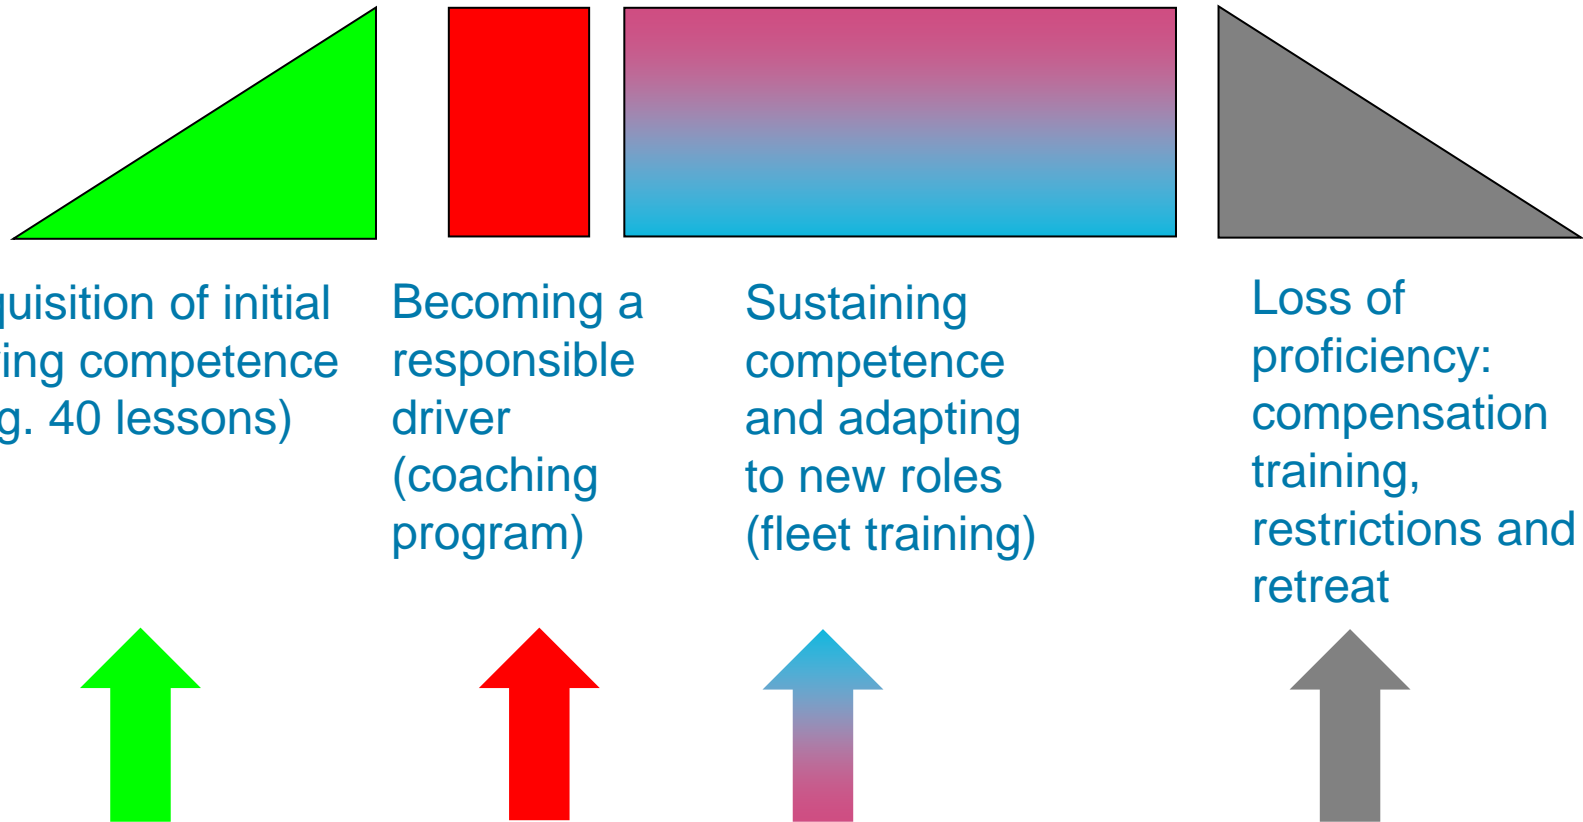 quisition of initial
ing competence
g. 40 lessons)
Becoming a
responsible
driver
(coaching
program)
Sustaining
competence
and adapting
to new roles
(fleet training)
Loss of
proficiency:
compensation
training,
restrictions and
retreat